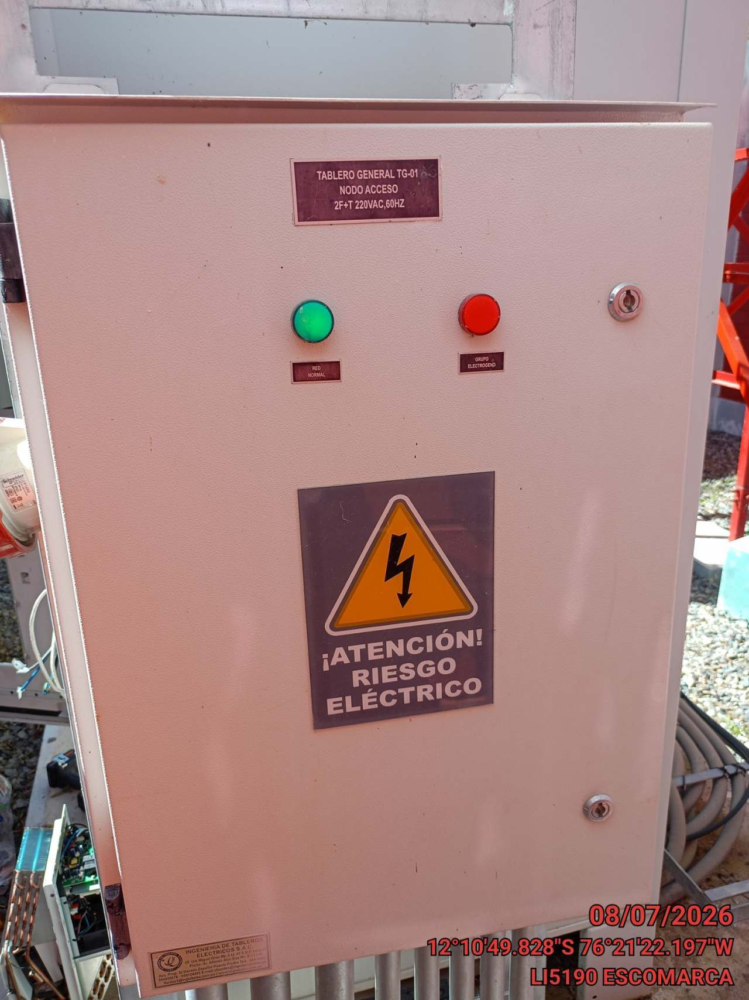 TABLERO GENERAL TG-01
NODO ACCESO
2F+T 220VAC,60HZ
RED
NORMAL
GRUPO
ELECTROGENO
Schneider
¡ATENCIÓN!
RIESGO
ELÉCTRICO
INGENIERIA DE TABLEROS
ELECTRICOS S.A.C.
08/07/2026
12°10'49.828"S 76°21'22.197"W
LI5190 ESCOMARCA